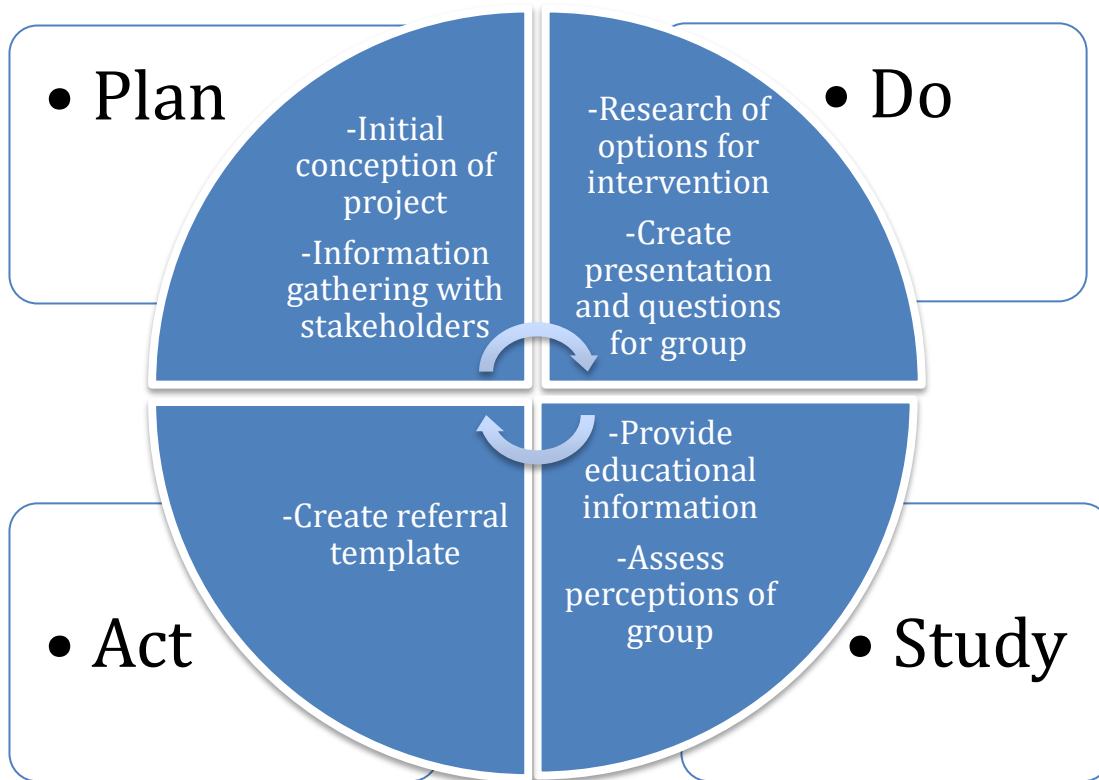 • Plan
-Initial
conception of
project
-Information
gathering with
stakeholders
• Do
-Research of
options for
intervention
-Create
presentation
and questions
for group
• Study
-Provide
educational
information
-Assess
perceptions of
group
• Act
-Create referral
template